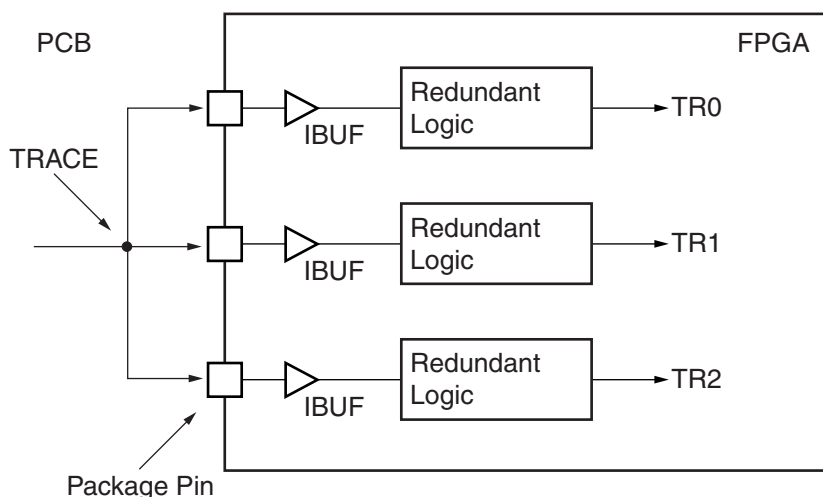 PCB
FPGA
Redundant
Logic
TR0
IBUF
TRACE
Redundant
Logic
TR1
IBUF
Redundant
Logic
TR2
IBUF
Package Pin